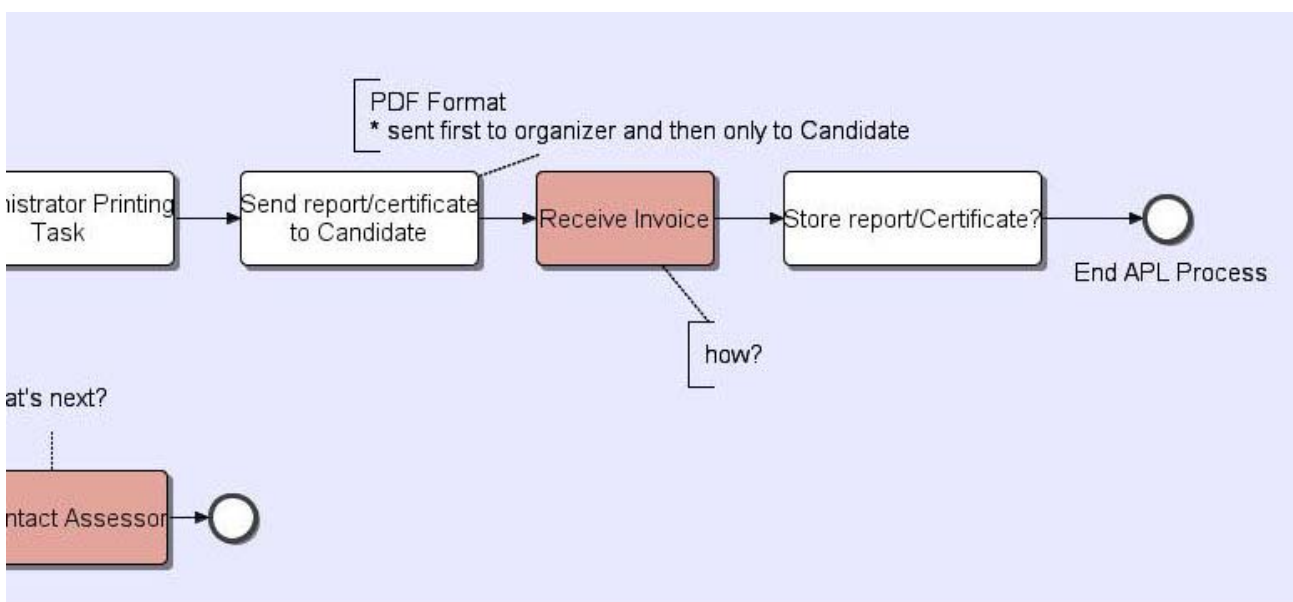 PDF Format
* sent first to organizer and then only to Candidate
nistrator Printing
Task
Send report/certificate
to Candidate
Receive Invoice
Store report/Certificate?
End APL Process
how?
at's next?
ntact Assessor